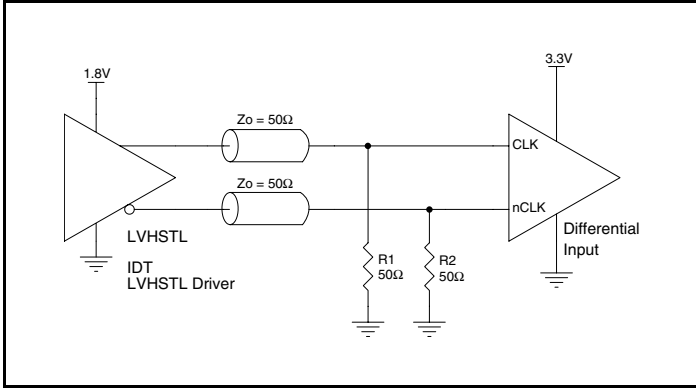 1.8V
3.3V
Zo = 50Ω
CLK
Zo = 50Ω
nCLK
LVHSTL
IDT
LVHSTL Driver
R1
50Ω
R2
50Ω
Differential
Input